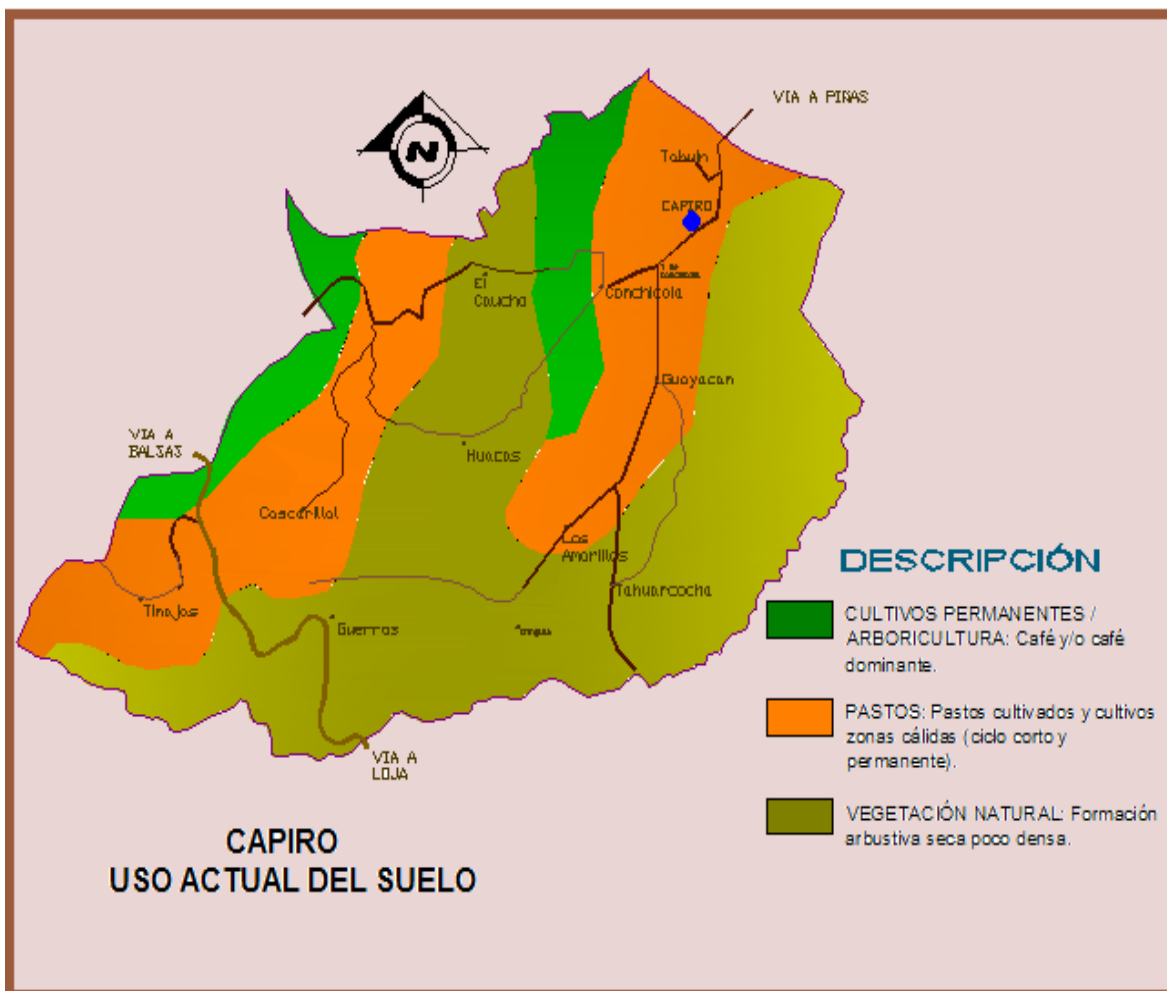 VIA A PIÑAS
Tabuin
N
CAPIRO
El
Caucho
Conchicola
Guayacan
VIA A
BALSAS
Huacas
Cascarillal
Los
Amarillos
Tahuarcocha
Tinajas
Guerras
VIA A
LOJA
DESCRIPCIÓN
CULTIVOS PERMANENTES /
ARBORICULTURA: Café y/o café
dominante.
PASTOS: Pastos cultivados y cultivos
zonas cálidas (ciclo corto y
permanente).
VEGETACIÓN NATURAL: Formación
arbustiva seca poco densa.
CAPIRO
USO ACTUAL DEL SUELO